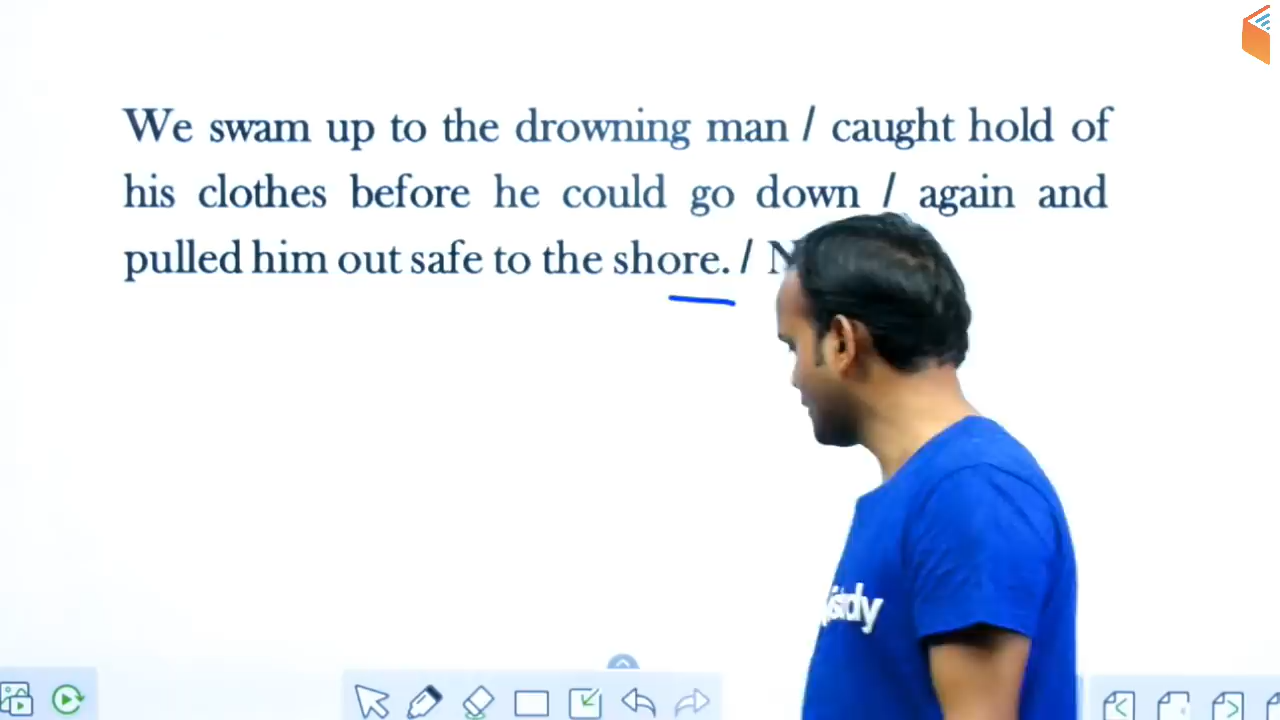 We swam up to the drowning man / caught hold of
his clothes before he could go down / again and
pulled him out safe to the shore. /